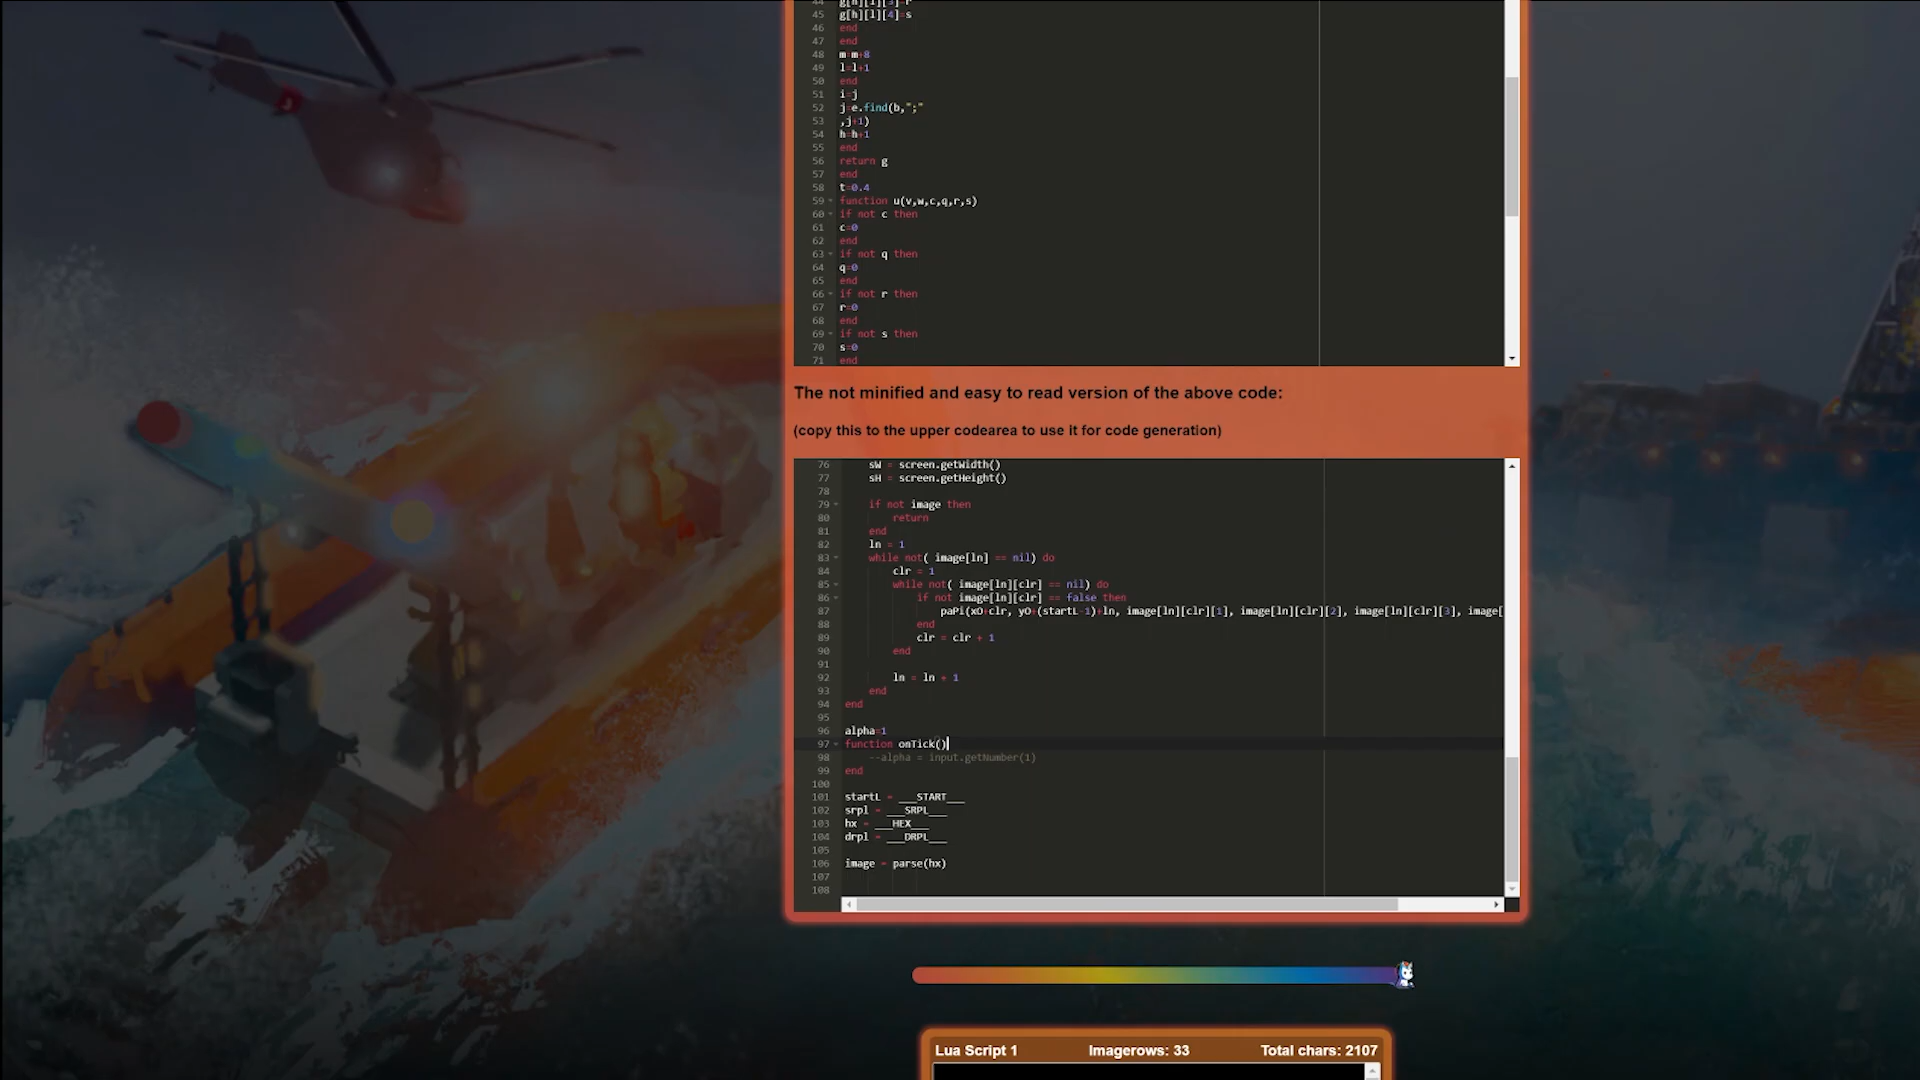 44 g[h][l][3]=r
45 g[h][l][4]=s
46 end
47 end
48 m=m+8
49 l=l+1
50 end
51 i=j
52 j=e.find(b,";"
53 ,j+1)
54 h=h+1
55 end
56 return g
57 end
58 t=0.4
59 function u(v,w,c,q,r,s)
60 if not c then
61 c=0
62 end
63 if not q then
64 q=0
65 end
66 if not r then
67 r=0
68 end
69 if not s then
70 s=0
71 end
The not minified and easy to read version of the above code:
(copy this to the upper codearea to use it for code generation)
76 sW = screen.getWidth()
77 sH = screen.getHeight()
78
79 if not image then
80 return
81 end
82 ln = 1
83 while not( image[ln] == nil) do
84 clr = 1
85 while not( image[ln][clr] == nil) do
86 if not image[ln][clr] == false then
87 paPi(xO+clr, yO+(startL-1)+ln, image[ln][clr][1], image[ln][clr][2], image[ln][clr][3], image[
88 end
89 clr = clr + 1
90 end
91
92 ln = ln + 1
93 end
94 end
95
96 alpha=1
97 function onTick()
98 --alpha = input.getNumber(1)
99 end
100
101 startL = ___START___
102 srpl = ___SRPL___
103 hx = ___HEX___
104 drpl = ___DRPL___
105
106 image = parse(hx)
107
108
Lua Script 1 Imagerows: 33 Total chars: 2107